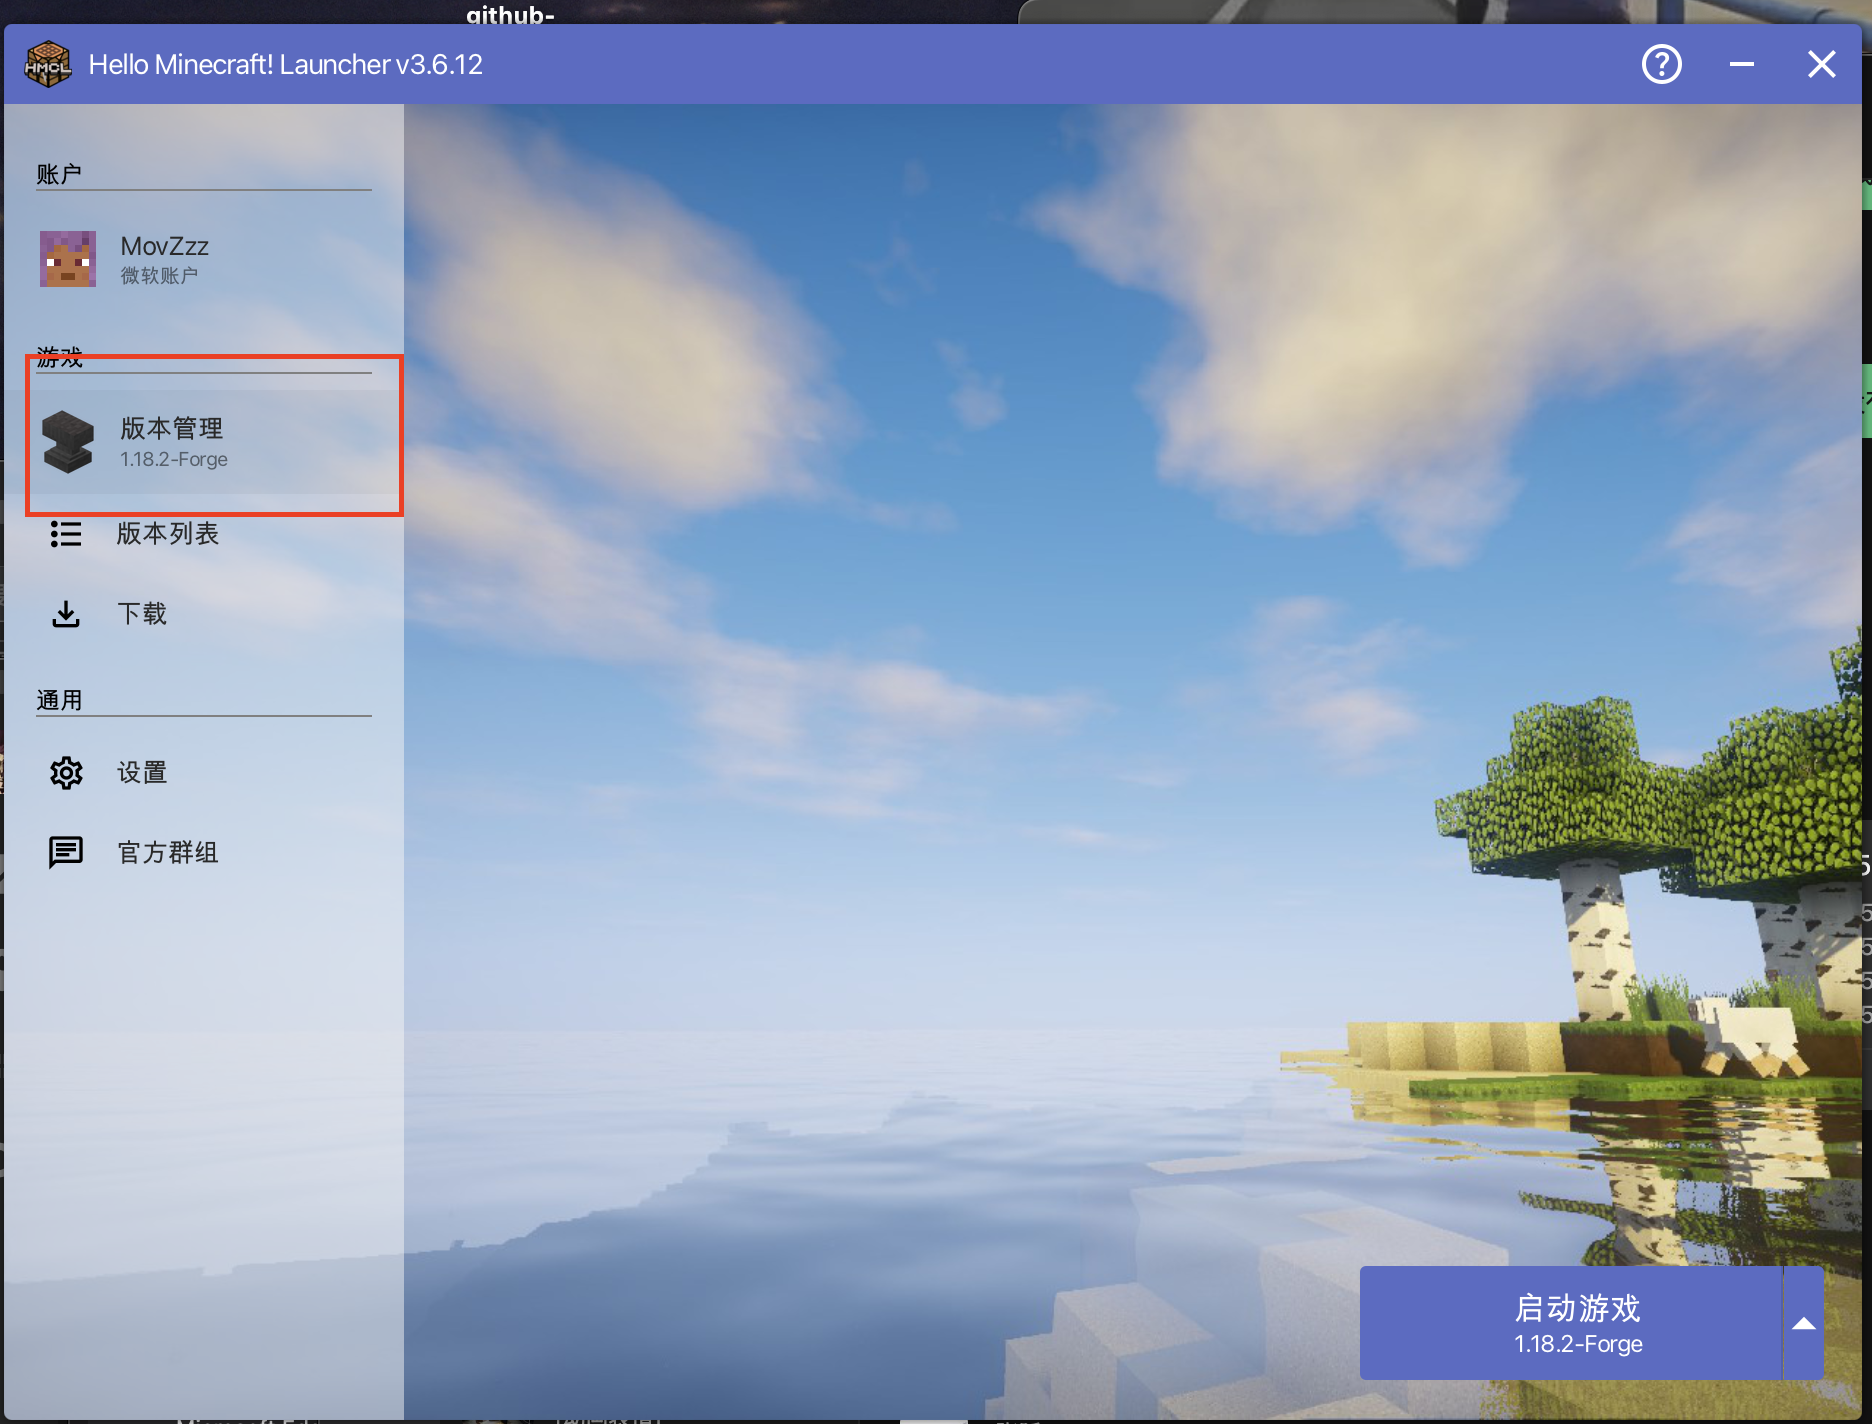 github-
HMCL
Hello Minecraft! Launcher v3.6.12
账户
MovZzz
微软账户
游戏
版本管理
1.18.2-Forge
版本列表
下载
通用
设置
官方群组
启动游戏
1.18.2-Forge